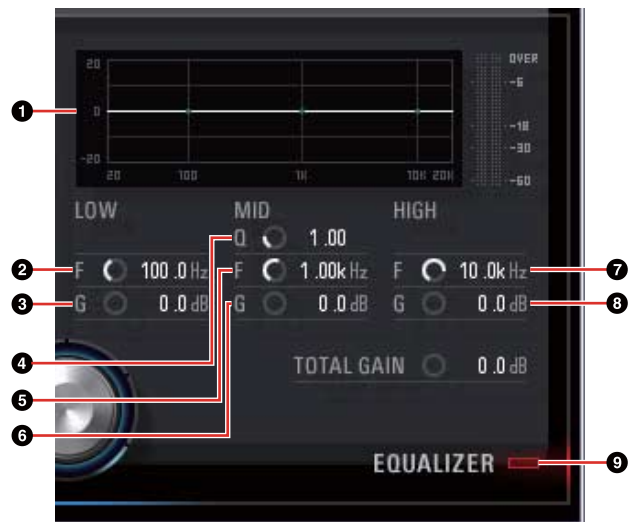 OVER
20
-6
1
0
-18
-30
-20
20 100 1K 10K 20K
-60
LOW MID HIGH
Q 1.00
2 F 100.0 Hz F 1.00k Hz F 10.0k Hz 7
3 G 0.0 dB G 0.0 dB G 0.0 dB 8
4
TOTAL GAIN 0.0 dB
5
6
EQUALIZER 9